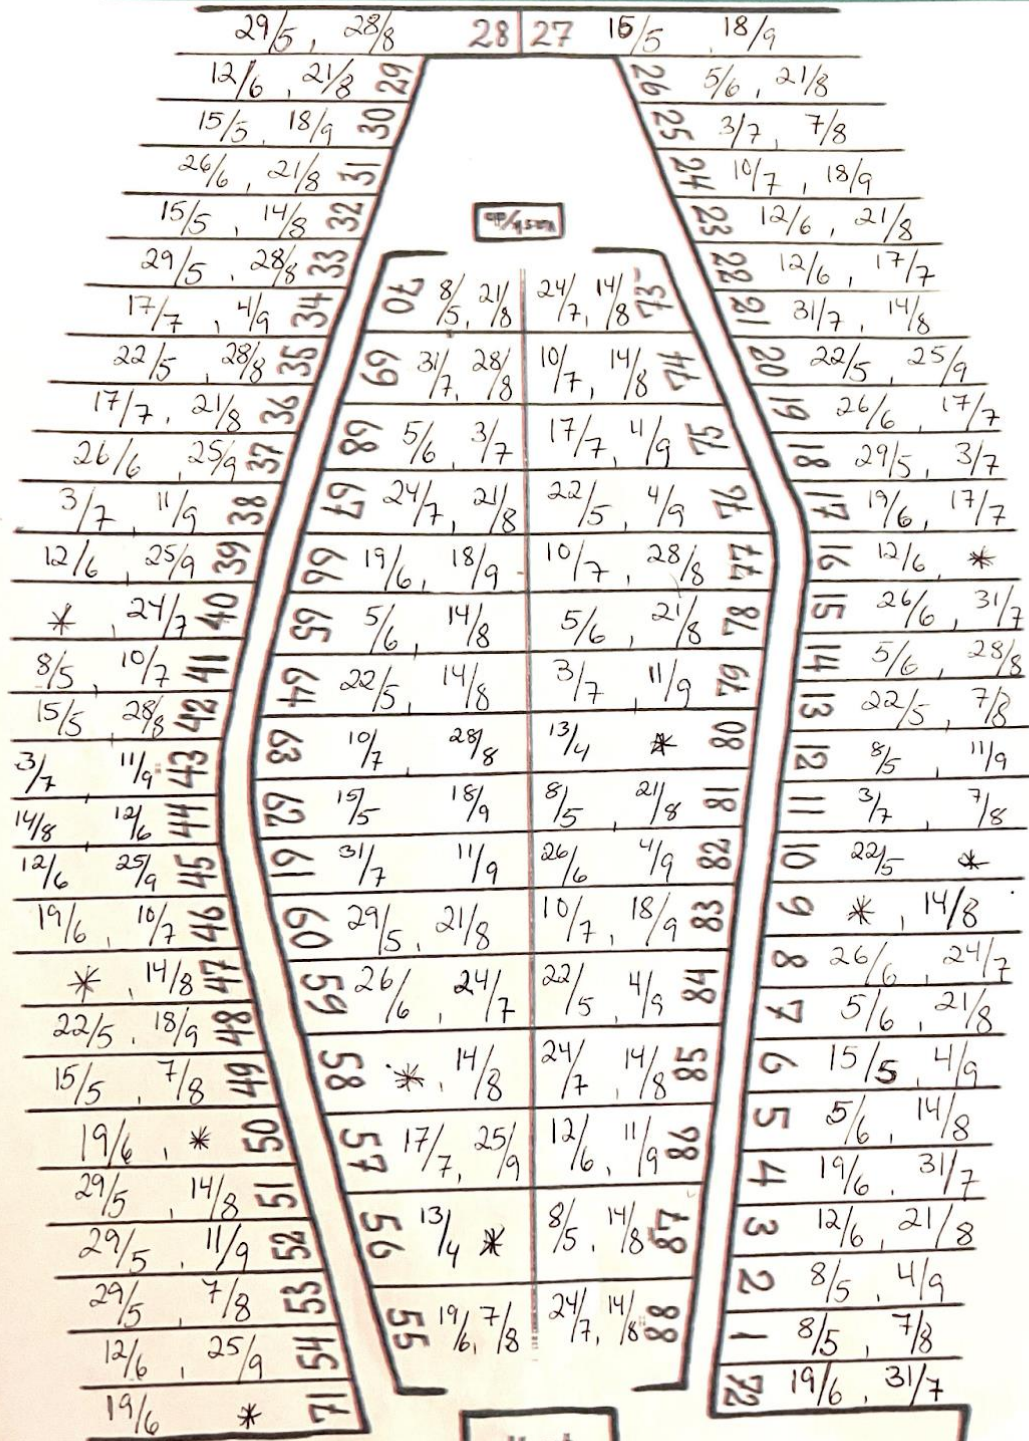 29/5, 28/8 28 27 15/5 18/9
12/6, 21/8 29
15/5, 18/9 30
26/6, 21/8 31
15/5, 14/8 32
29/5, 28/8 33
17/7, 4/9 34
22/5, 28/8 35
17/7, 21/8 36
26/6, 25/9 37
3/7, 11/9 38
12/6, 25/9 39
*, 24/7 40
8/5, 10/7 41
15/5, 28/8 42
3/7, 11/9 43
14/8, 12/6 44
12/6, 25/9 45
19/6, 10/7 46
*, 14/8 47
22/5, 18/9 48
15/5, 7/8 49
19/6, * 50
29/5, 14/8 51
29/5, 11/9 52
29/5, 7/8 53
12/6, 25/9 54
19/6 * 71
70 8/5, 21/8 24/7, 14/8 73
69 31/7, 28/8 10/7, 14/8 74
68 5/6, 3/7 17/7, 4/9 75
67 24/7, 21/8 22/5, 4/9 76
66 19/6, 18/9 10/7, 28/8 77
65 5/6, 14/8 5/6, 21/8 78
64 22/5, 14/8 3/7, 11/9 79
63 10/7, 28/8 13/4 * 80
62 15/5 18/9 8/5, 21/8 81
61 31/7 11/9 26/6 4/9 82
60 29/5, 21/8 10/7, 18/9 83
59 26/6, 24/7 22/5, 4/9 84
58 *, 14/8 24/7, 14/8 85
57 17/7, 25/9 12/6, 11/9 86
56 13/4 * 8/5, 14/8 87
55 19/6, 7/8 24/7, 14/8 88
26 5/6, 21/8
25 3/7, 7/8
24 10/7, 18/9
23 12/6, 21/8
22 12/6, 17/7
21 31/7, 14/8
20 22/5, 25/9
19 26/6, 17/7
18 29/5, 3/7
17 19/6, 17/7
16 12/6, *
15 26/6, 31/7
14 5/6, 28/8
13 22/5, 7/8
12 8/5, 11/9
11 3/7, 7/8
10 22/5 *
9 *, 14/8
8 26/6, 24/7
7 5/6, 21/8
6 15/5, 4/9
5 5/6, 14/8
4 19/6, 31/7
3 12/6, 21/8
2 8/5, 4/9
1 8/5, 7/8
72 19/6, 31/7